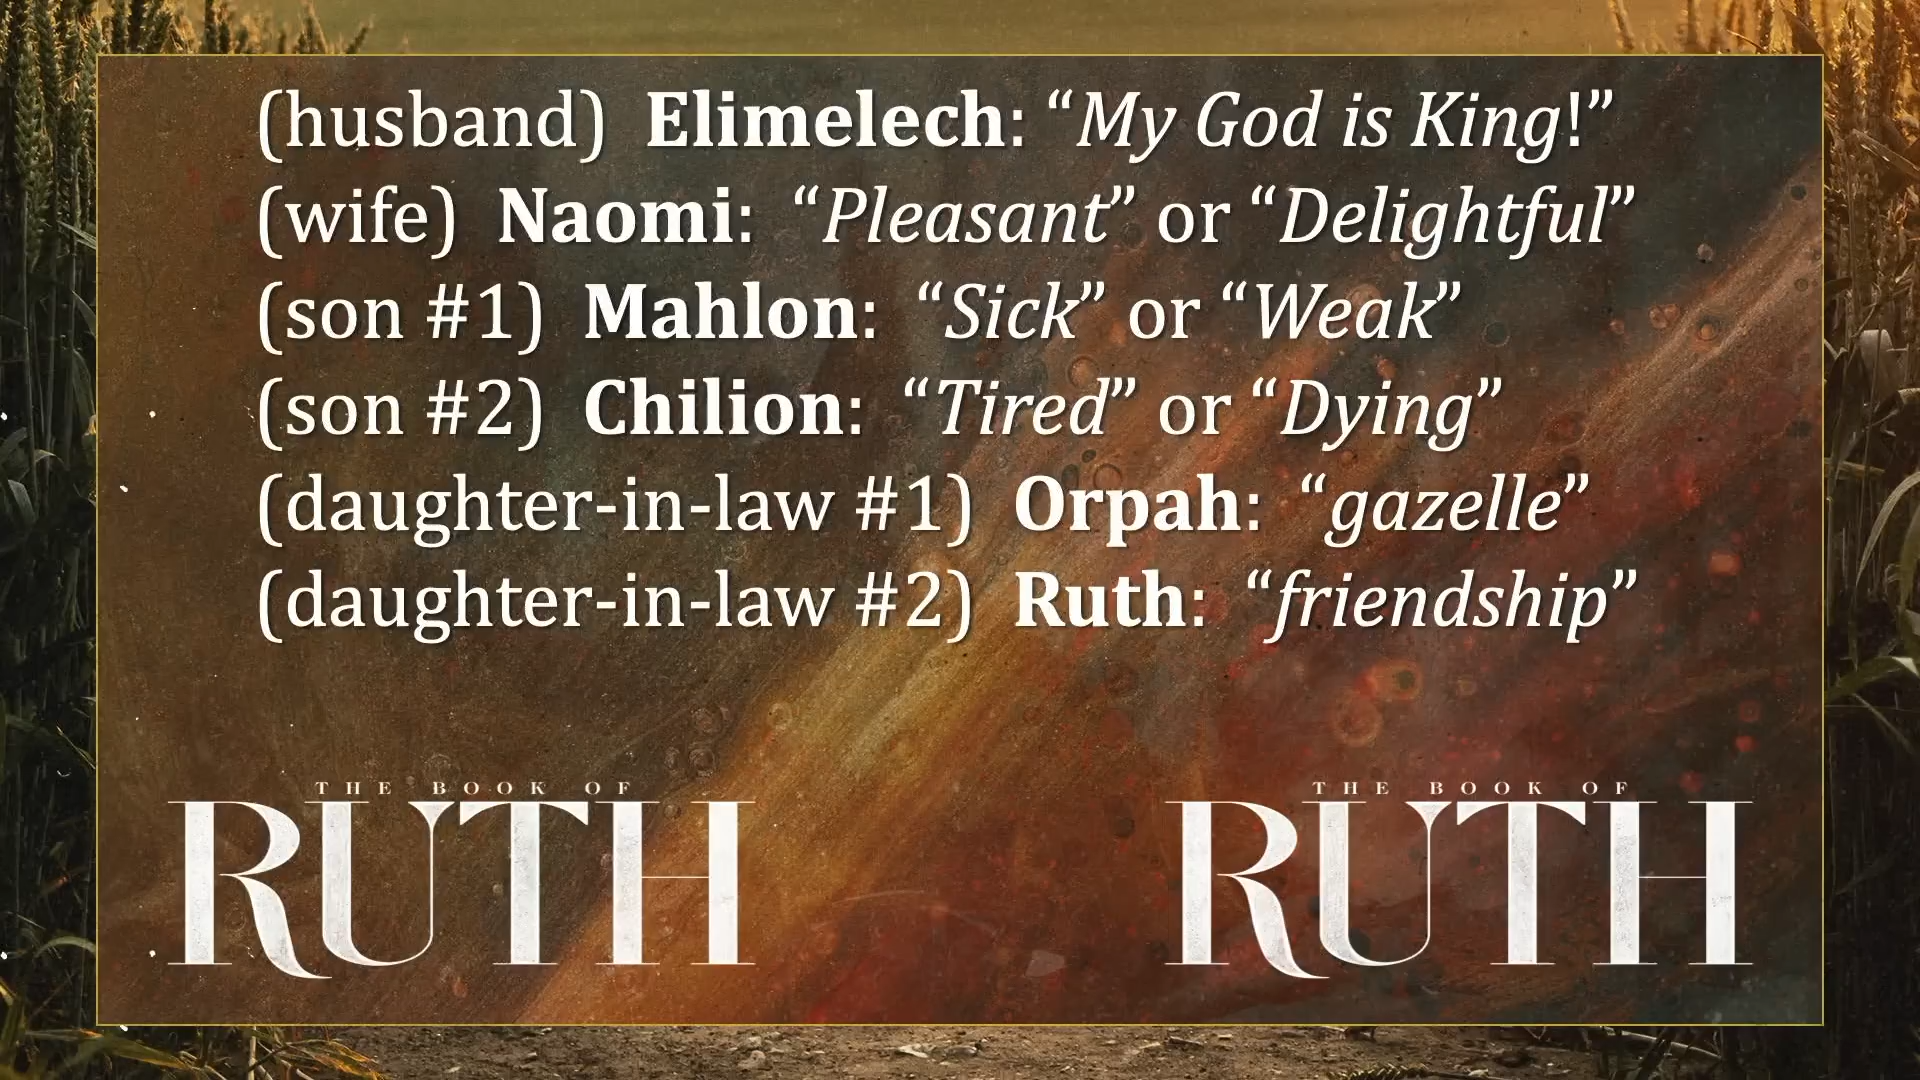 (husband) Elimelech: “My God is King!”
(wife) Naomi: “Pleasant” or “Delightful”
(son #1) Mahlon: “Sick” or “Weak”
(son #2) Chilion: “Tired” or “Dying”
(daughter-in-law #1) Orpah: “gazelle”
(daughter-in-law #2) Ruth: “friendship”
THE BOOK OF
RUTH
THE BOOK OF
RUTH